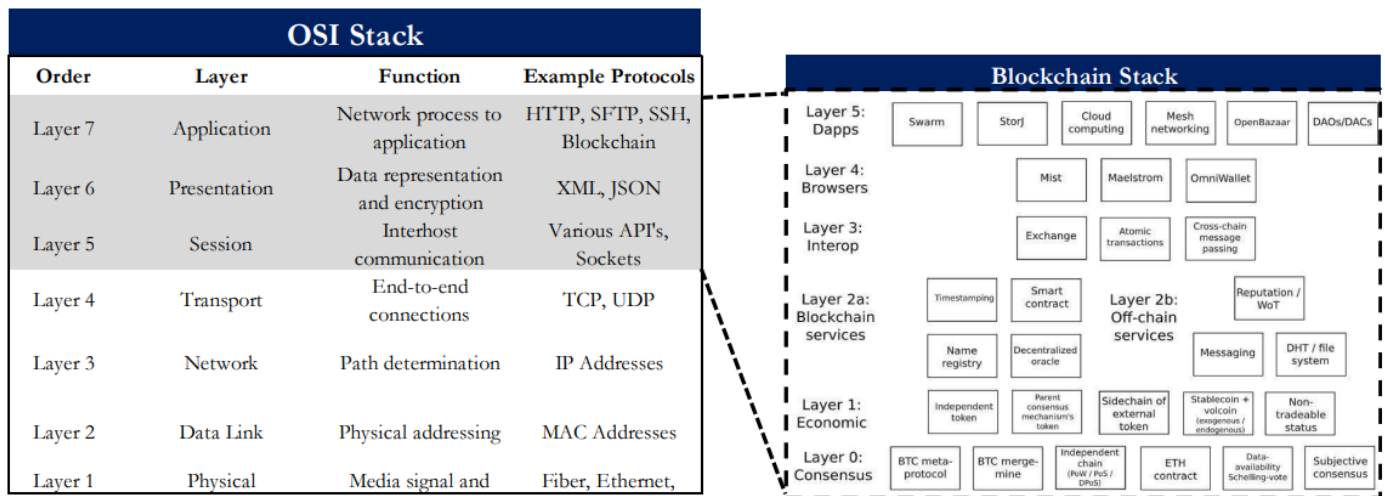 OSI Stack
Order Layer Function Example Protocols
Layer 7 Application Network process to application HTTP, SFTP, SSH, Blockchain
Layer 6 Presentation Data representation and encryption XML, JSON
Layer 5 Session Interhost communication Various API's, Sockets
Layer 4 Transport End-to-end connections TCP, UDP
Layer 3 Network Path determination IP Addresses
Layer 2 Data Link Physical addressing MAC Addresses
Layer 1 Physical Media signal and Fiber, Ethernet,
Blockchain Stack
Layer 5: Dapps
Swarm
StorJ
Cloud computing
Mesh networking
OpenBazaar
DAOs/DACs
Layer 4: Browsers
Mist
Maelstrom
OmniWallet
Layer 3: Interop
Exchange
Atomic transactions
Cross-chain message passing
Layer 2a: Blockchain services
Timestamping
Smart contract
Name registry
Decentralized oracle
Layer 2b: Off-chain services
Reputation / WoT
Messaging
DHT / file system
Layer 1: Economic
Independent token
Parent consensus mechanism's token
Sidechain of external token
Stablecoin + volcoin (exogenous / endogenous)
Non-tradeable status
Layer 0: Consensus
BTC meta-protocol
BTC merge-mine
Independent chain (PoW / PoS / DPoS)
ETH contract
Data-availability Schelling-vote
Subjective consensus